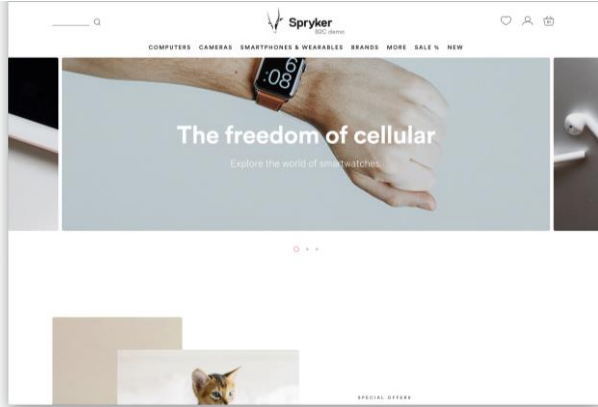 Spryker
B2C demo
COMPUTERS CAMERAS SMARTPHONES & WEARABLES BRANDS MORE SALE % NEW
The freedom of cellular
Explore the world of smartwatches.
SPECIAL OFFERS